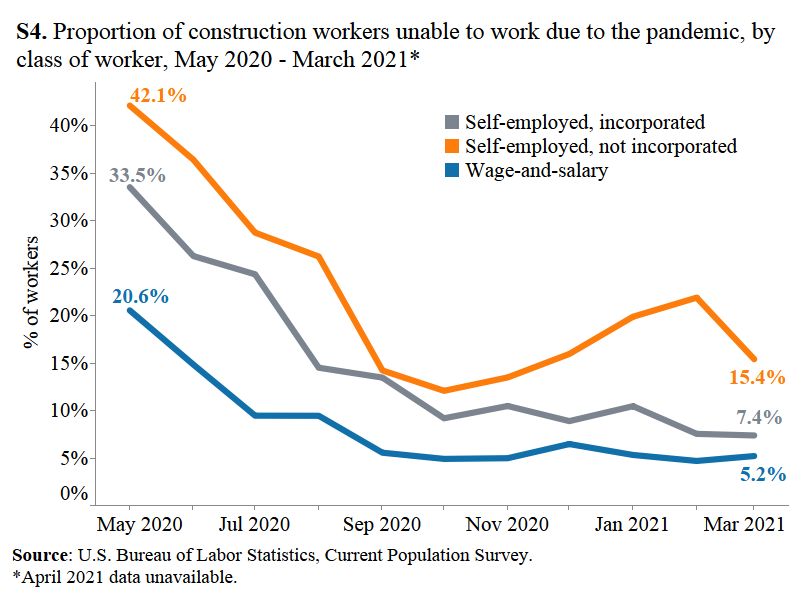 S4. Proportion of construction workers unable to work due to the pandemic, by
class of worker, May 2020 - March 2021*
42.1%
Self-employed, incorporated
Self-employed, not incorporated
Wage-and-salary
40%
35%
33.5%
30%
25%
20.6%
20%
15%
15.4%
10%
7.4%
5%
5.2%
0%
% of workers
May 2020
Jul 2020
Sep 2020
Nov 2020
Jan 2021
Mar 2021
Source: U.S. Bureau of Labor Statistics, Current Population Survey.
*April 2021 data unavailable.